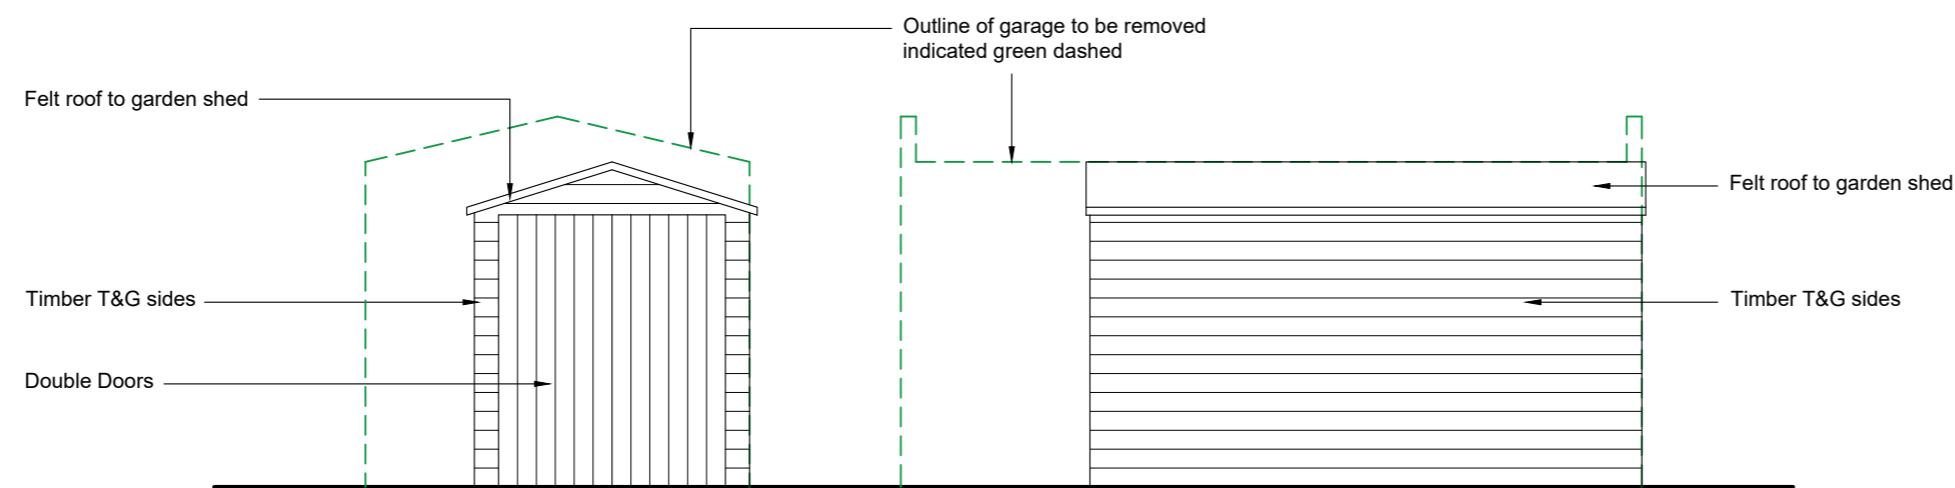 Outline of garage to be removed
indicated green dashed
Felt roof to garden shed
Felt roof to garden shed
Timber T&G sides
Timber T&G sides
Double Doors